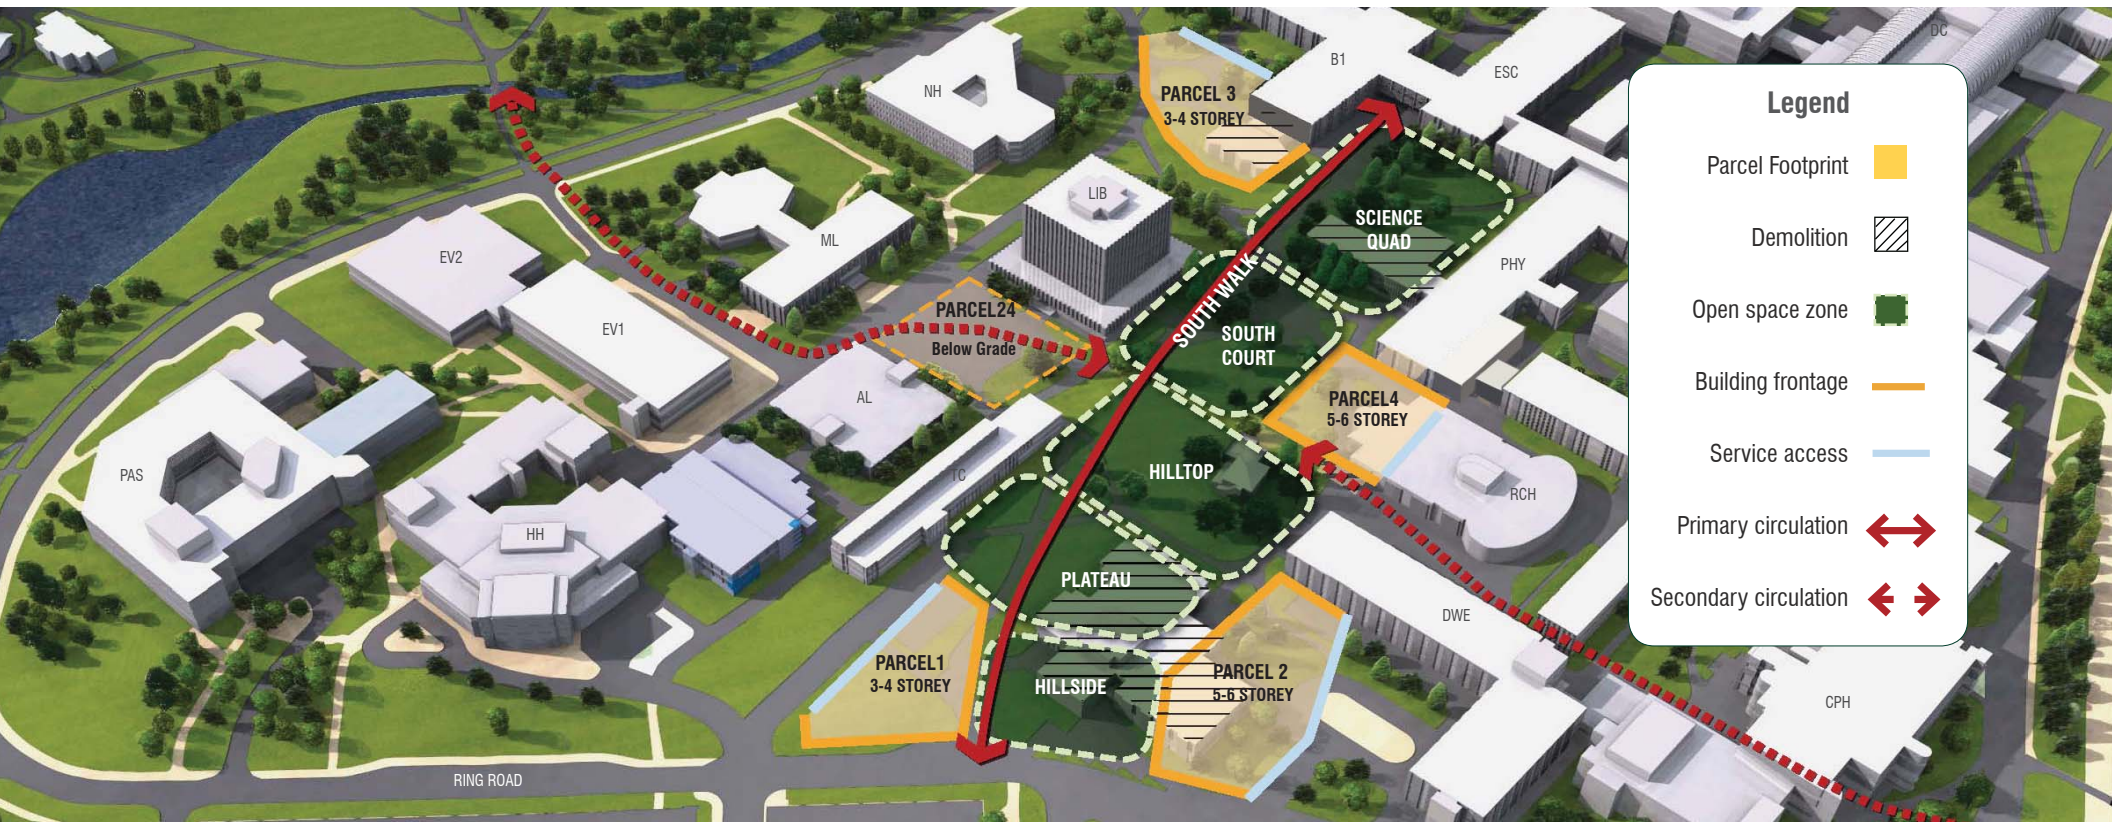 DC
B1
ESC
NH
PARCEL 3
3-4 STOREY
LIB
SCIENCE
QUAD
ML
EV2
PHY
SOUTH WALK
PARCEL24
Below Grade
EV1
SOUTH
COURT
AL
PARCEL4
5-6 STOREY
PAS
TC
HILLTOP
RCH
HH
PLATEAU
DWE
PARCEL1
3-4 STOREY
HILLSIDE
PARCEL 2
5-6 STOREY
CPH
RING ROAD
Legend
Parcel Footprint
Demolition
Open space zone
Building frontage
Service access
Primary circulation
Secondary circulation